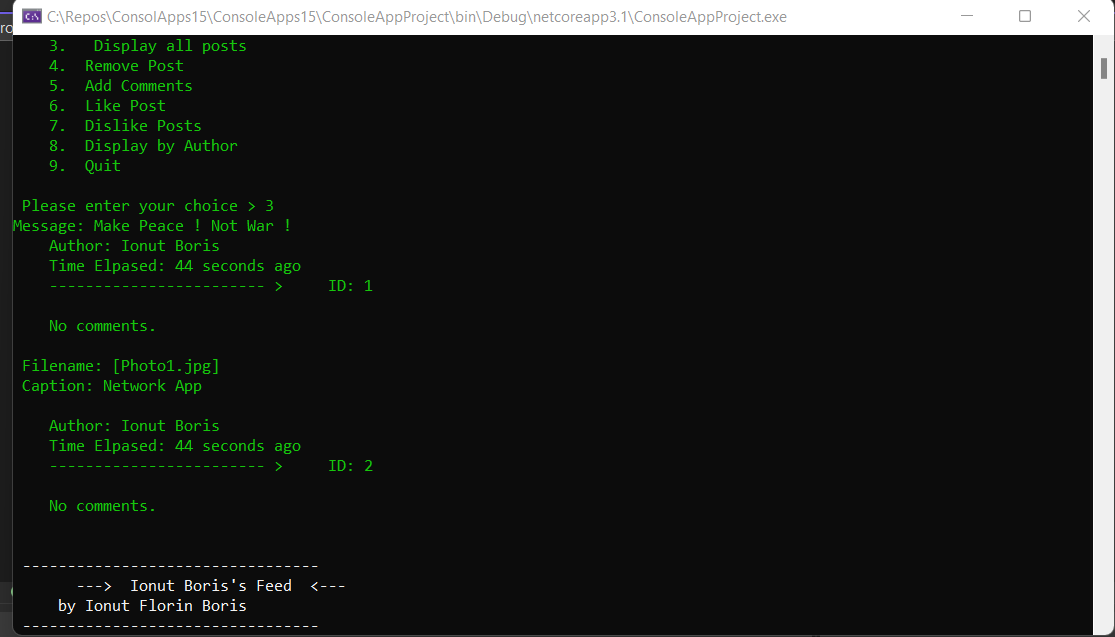 C:\Repos\ConsolApps15\ConsoleApps15\ConsoleAppProject\bin\Debug\netcoreapp3.1\ConsoleAppProject.exe
3.   Display all posts
4.  Remove Post
5.  Add Comments
6.  Like Post
7.  Dislike Posts
8.  Display by Author
9.  Quit
Please enter your choice > 3
Message: Make Peace ! Not War !
Author: Ionut Boris
Time Elpased: 44 seconds ago
------------------------ >     ID: 1
No comments.
Filename: [Photo1.jpg]
Caption: Network App
Author: Ionut Boris
Time Elpased: 44 seconds ago
------------------------ >     ID: 2
No comments.
---------------------------------
--->  Ionut Boris's Feed  <---
by Ionut Florin Boris
---------------------------------